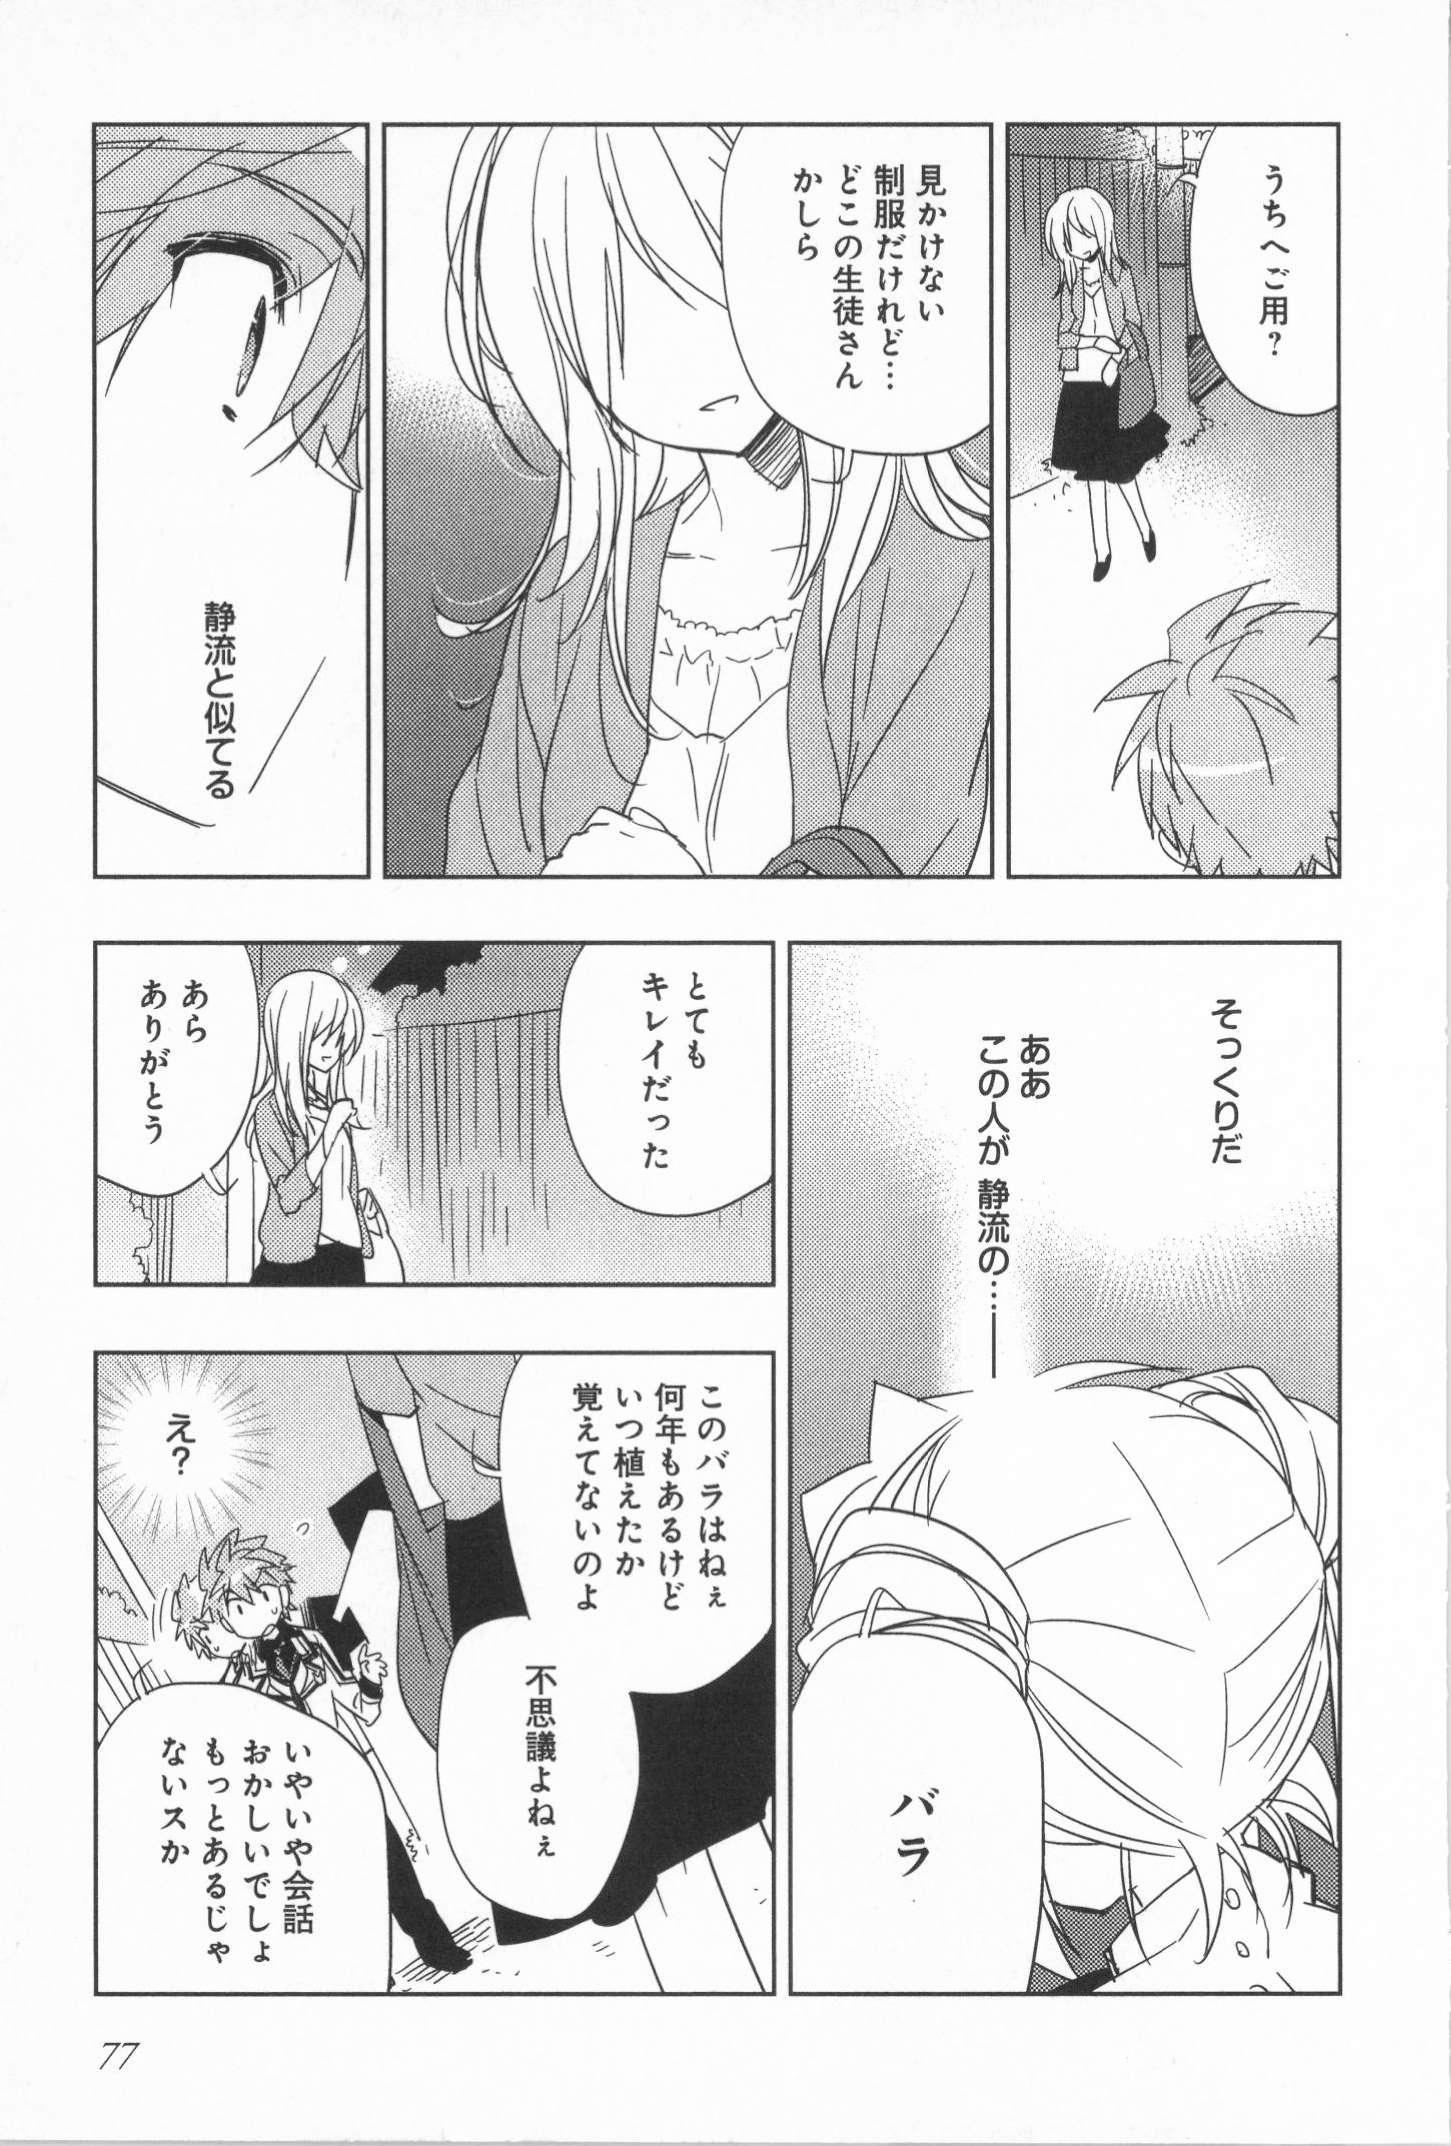 うちへご用？
見かけない
制服だけれど…
どこの生徒さん
かしら
静流と似てる
そっくりだ
ああ
この人が 静流の…──
バラ
とても
キレイだった
あら
ありがとう
このバラはねぇ
何年もあるけど
いつ植えたか
覚えてないのよ
不思議よねぇ
え？
いやいや会話
おかしいでしょ
もっとあるじゃ
ないスか
77